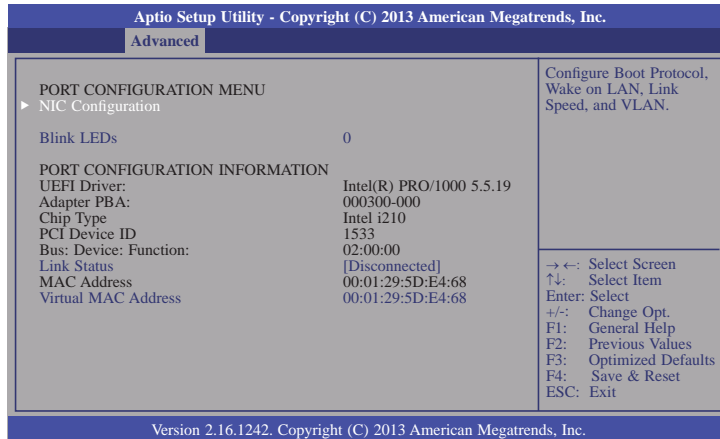 Aptio Setup Utility - Copyright (C) 2013 American Megatrends, Inc.
Advanced
PORT CONFIGURATION MENU
► NIC Configuration
Blink LEDs 0
PORT CONFIGURATION INFORMATION
UEFI Driver: Intel(R) PRO/1000 5.5.19
Adapter PBA: 000300-000
Chip Type Intel i210
PCI Device ID 1533
Bus: Device: Function: 02:00:00
Link Status [Disconnected]
MAC Address 00:01:29:5D:E4:68
Virtual MAC Address 00:01:29:5D:E4:68
Configure Boot Protocol,
Wake on LAN, Link
Speed, and VLAN.
→←: Select Screen
↑↓: Select Item
Enter: Select
+/-: Change Opt.
F1: General Help
F2: Previous Values
F3: Optimized Defaults
F4: Save & Reset
ESC: Exit
Version 2.16.1242. Copyright (C) 2013 American Megatrends, Inc.